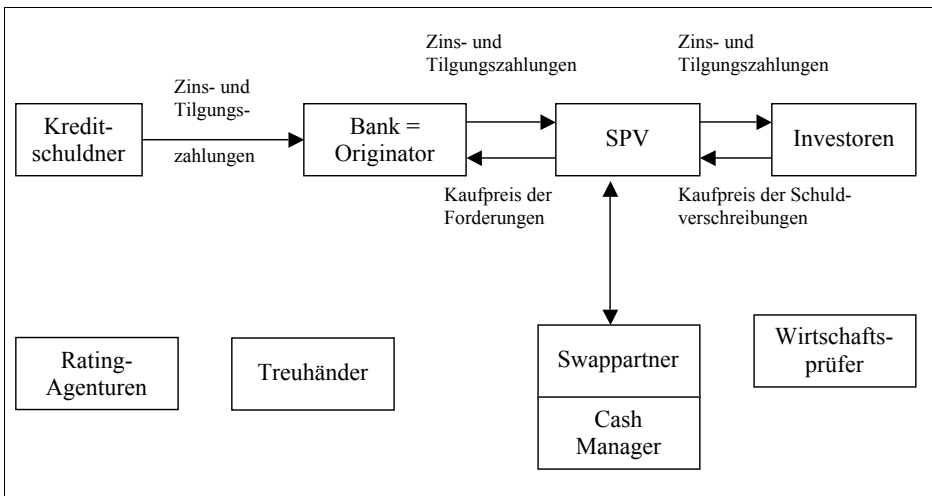 Zins- und
Tilgungszahlungen
Zins- und
Tilgungszahlungen
Zins- und
Tilgungs-
zahlungen
Kredit-
schuldner
Bank =
Originator
SPV
Investoren
Kaufpreis der
Forderungen
Kaufpreis der Schuld-
verschreibungen
Rating-
Agenturen
Treuhänder
Swappartner
Cash
Manager
Wirtschafts-
prüfer